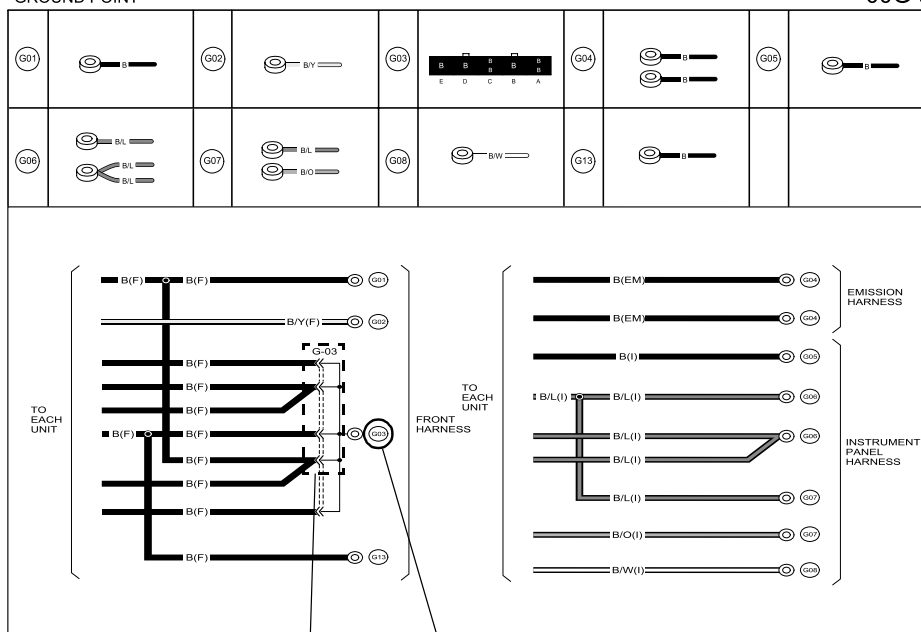 GROUND POINT
G01
B
G02
B/Y
G03
B B B B B
B B
E D C B A
G04
B
B
G05
B
G06
B/L
B/L
B/L
G07
B/L
B/O
G08
B/W
G13
B
TO
EACH
UNIT
B(F) B(F) G01
B/Y(F) G02
G-03
B(F)
B(F)
B(F)
B(F) B(F) G03
B(F)
B(F)
B(F)
B(F) G13
FRONT
HARNESS
TO
EACH
UNIT
B(EM) G04
B(EM) G04
EMISSION
HARNESS
B(I) G05
B/L(I) B/L(I) G06
B/L(I) G06
B/L(I)
B/L(I) G07
B/O(I) G07
B/W(I) G08
INSTRUMENT
PANEL
HARNESS